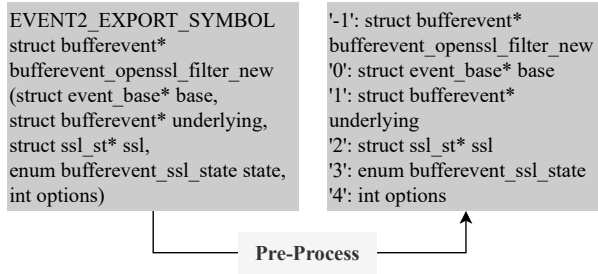 EVENT2_EXPORT_SYMBOL
struct bufferevent*
bufferevent_openssl_filter_new
(struct event_base* base,
struct bufferevent* underlying,
struct ssl_st* ssl,
enum bufferevent_ssl_state state,
int options)
'-1': struct bufferevent*
bufferevent_openssl_filter_new
'0': struct event_base* base
'1': struct bufferevent*
underlying
'2': struct ssl_st* ssl
'3': enum bufferevent_ssl_state
'4': int options
Pre-Process